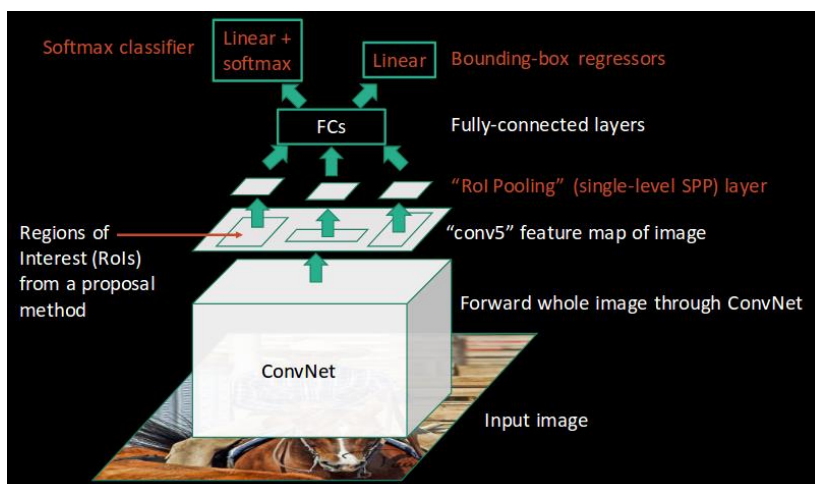 Softmax classifier
Linear +
softmax
Linear
Bounding-box regressors
FCs
Fully-connected layers
“RoI Pooling” (single-level SPP) layer
Regions of
Interest (RoIs)
from a proposal
method
“conv5” feature map of image
Forward whole image through ConvNet
ConvNet
Input image